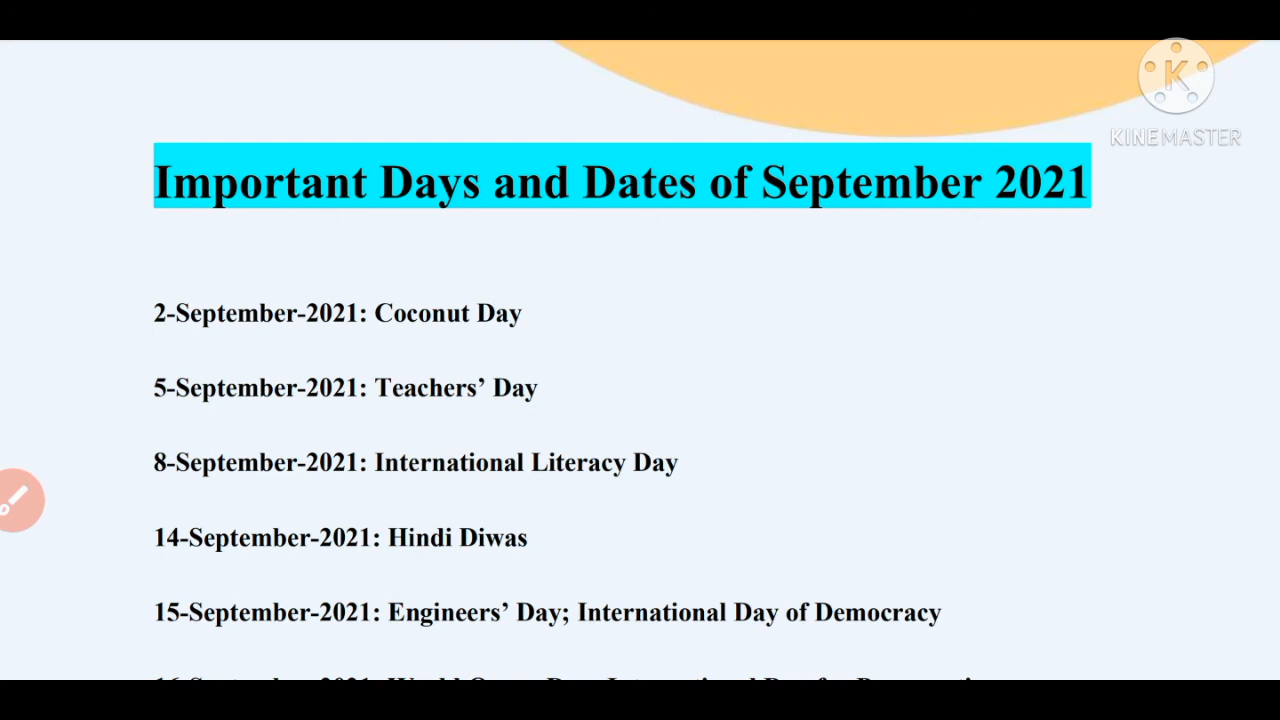 KINEMASTER
Important Days and Dates of September 2021
2-September-2021: Coconut Day
5-September-2021: Teachers’ Day
8-September-2021: International Literacy Day
14-September-2021: Hindi Diwas
15-September-2021: Engineers’ Day; International Day of Democracy